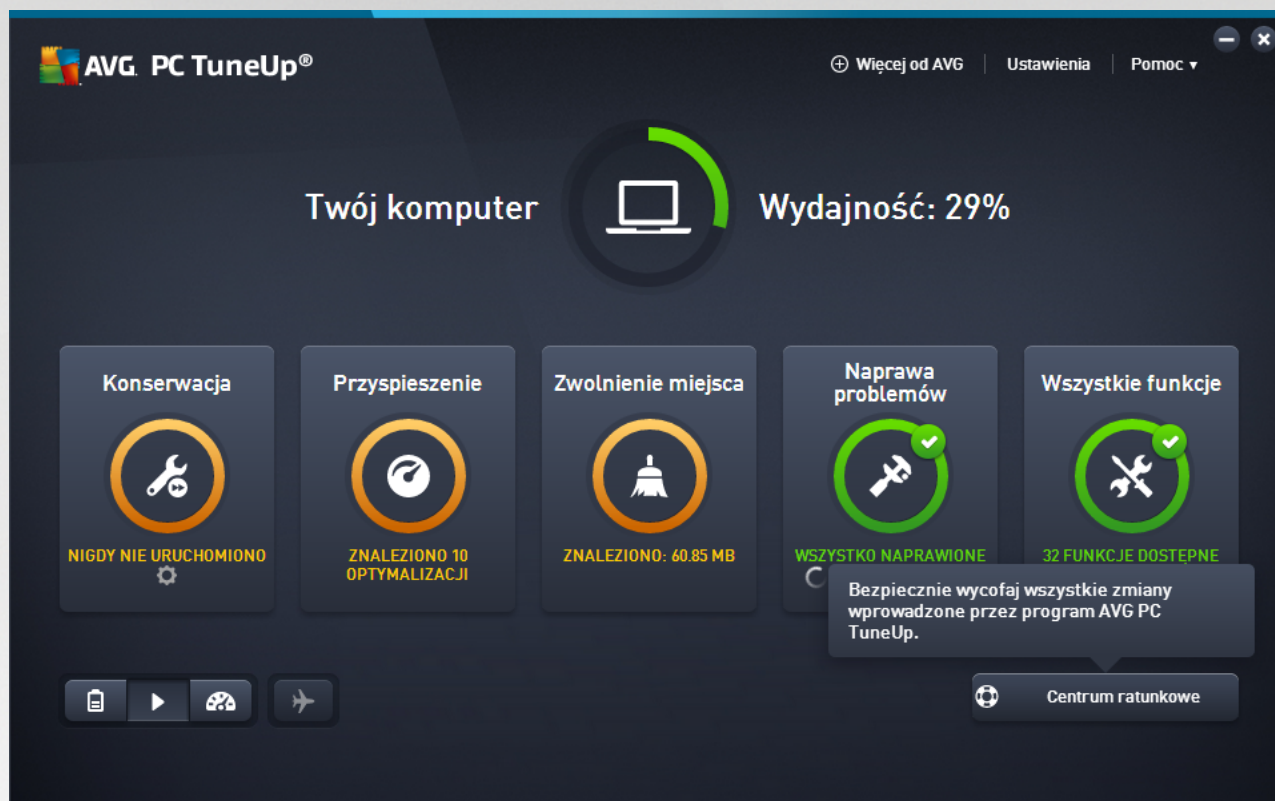 AVG. PC TuneUp®
Więcej od AVG
Ustawienia
Pomoc
Twój komputer
Wydajność: 29%
Konserwacja
NIGDY NIE URUCHOMIONO
Przyspieszenie
ZNALEZIONO 10
OPTYMALIZACJI
Zwolnienie miejsca
ZNALEZIONO: 60.85 MB
Naprawa
problemów
WSZYSTKO NAPRAWIONE
Wszystkie funkcje
32 FUNKCJE DOSTĘPNE
Bezpiecznie wycofaj wszystkie zmiany
wprowadzone przez program AVG PC
TuneUp.
Centrum ratunkowe